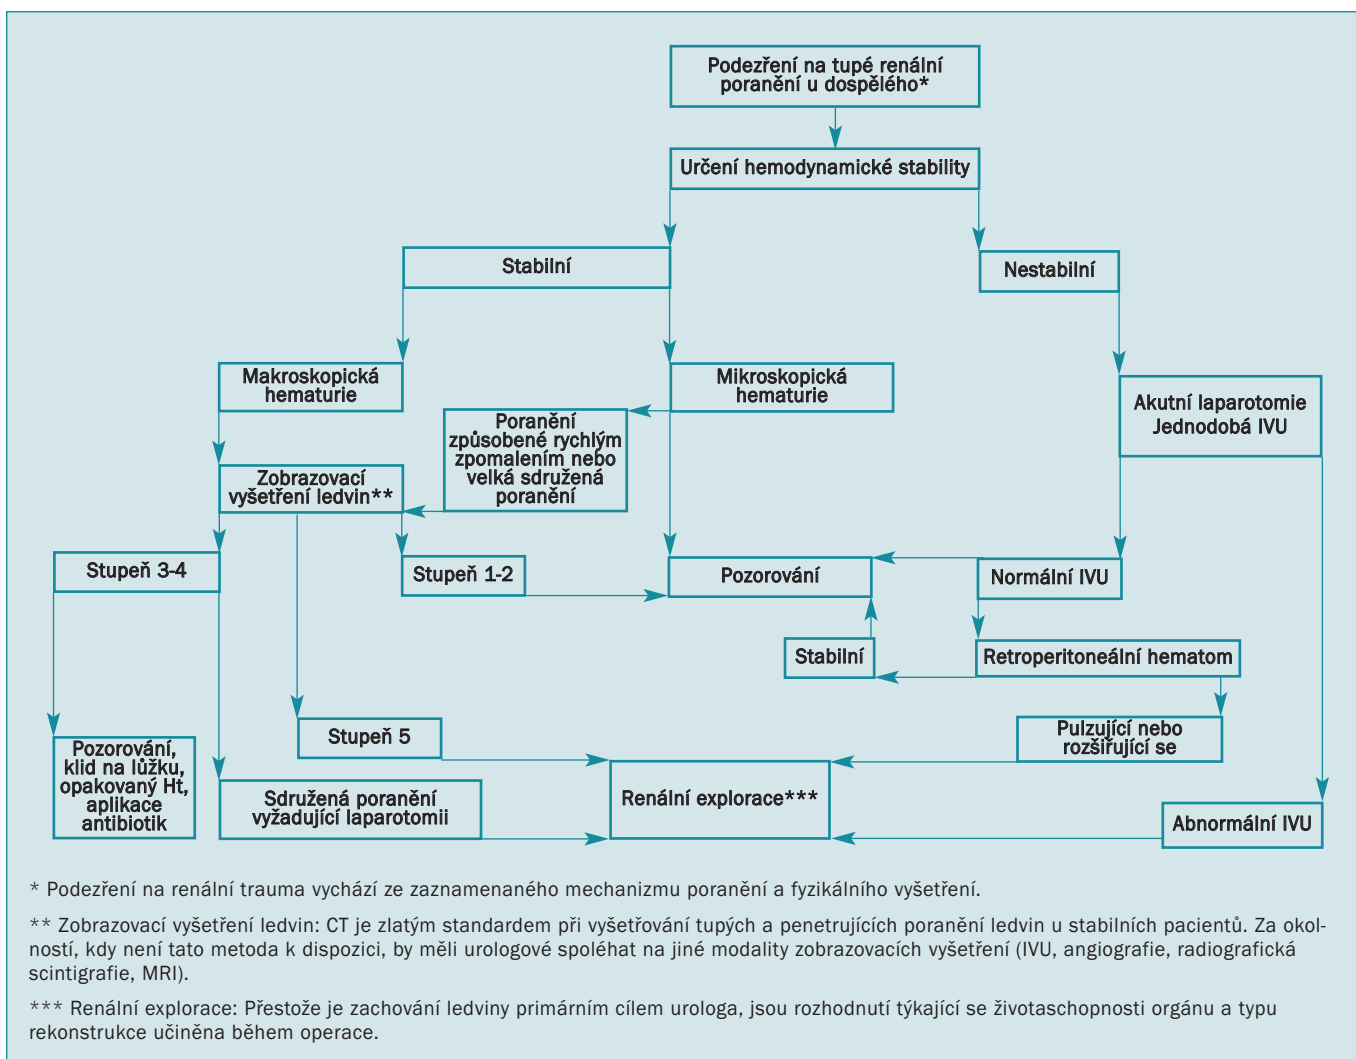 Podezření na tupé renální
poranění u dospělého*
Určení hemodynamické stability
Stabilní
Nestabilní
Makroskopická
hematurie
Mikroskopická
hematurie
Akutní laparotomie
Jednodobá IVU
Poranění
způsobené rychlým
zpomalením nebo
velká sdružená
poranění
Zobrazovací
vyšetření ledvin**
Stupeň 3-4
Stupeň 1-2
Pozorování
Normální IVU
Stabilní
Retroperitoneální hematom
Stupeň 5
Pulzující nebo
rozšiřující se
Pozorování,
klid na lůžku,
opakovaný Ht,
aplikace
antibiotik
Sdružená poranění
vyžadující laparotomii
Renální explorace***
Abnormální IVU
* Podezření na renální trauma vychází ze zaznamenaného mechanizmu poranění a fyzikálního vyšetření.
** Zobrazovací vyšetření ledvin: CT je zlatým standardem při vyšetřování tupých a penetrujících poranění ledvin u stabilních pacientů. Za okol-
ností, kdy není tato metoda k dispozici, by měli urologové spoléhat na jiné modality zobrazovacích vyšetření (IVU, angiografie, radiografická
scintigrafie, MRI).
*** Renální explorace: Přestože je zachování ledviny primárním cílem urologa, jsou rozhodnutí týkající se životaschopnosti orgánu a typu
rekonstrukce učiněna během operace.